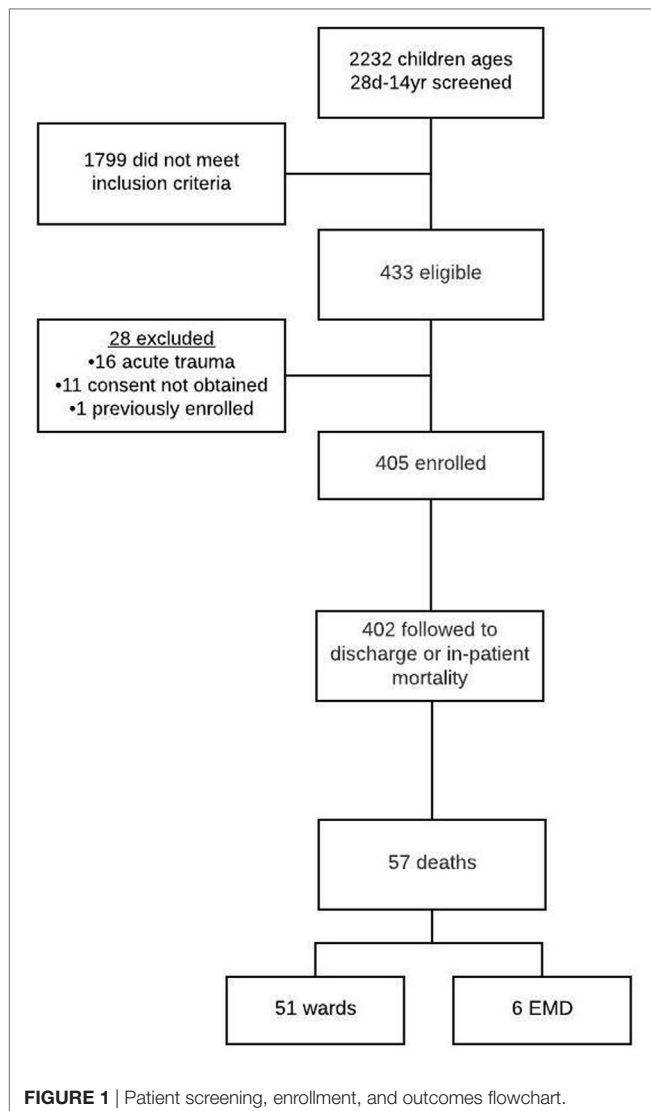 2232 children ages
28d-14yr screened
1799 did not meet
inclusion criteria
433 eligible
28 excluded
•16 acute trauma
•11 consent not obtained
•1 previously enrolled
405 enrolled
402 followed to
discharge or in-patient
mortality
57 deaths
51 wards
6 EMD
FIGURE 1 | Patient screening, enrollment, and outcomes flowchart.